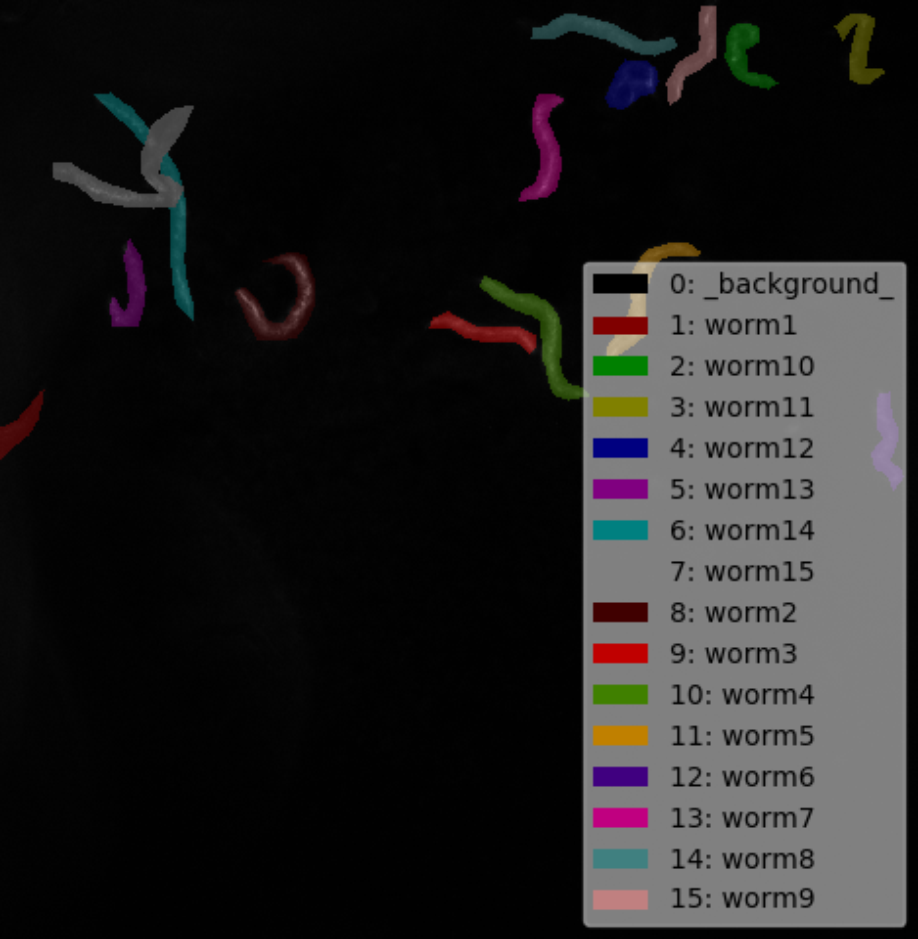 0: _background_
1: worm1
2: worm10
3: worm11
4: worm12
5: worm13
6: worm14
7: worm15
8: worm2
9: worm3
10: worm4
11: worm5
12: worm6
13: worm7
14: worm8
15: worm9